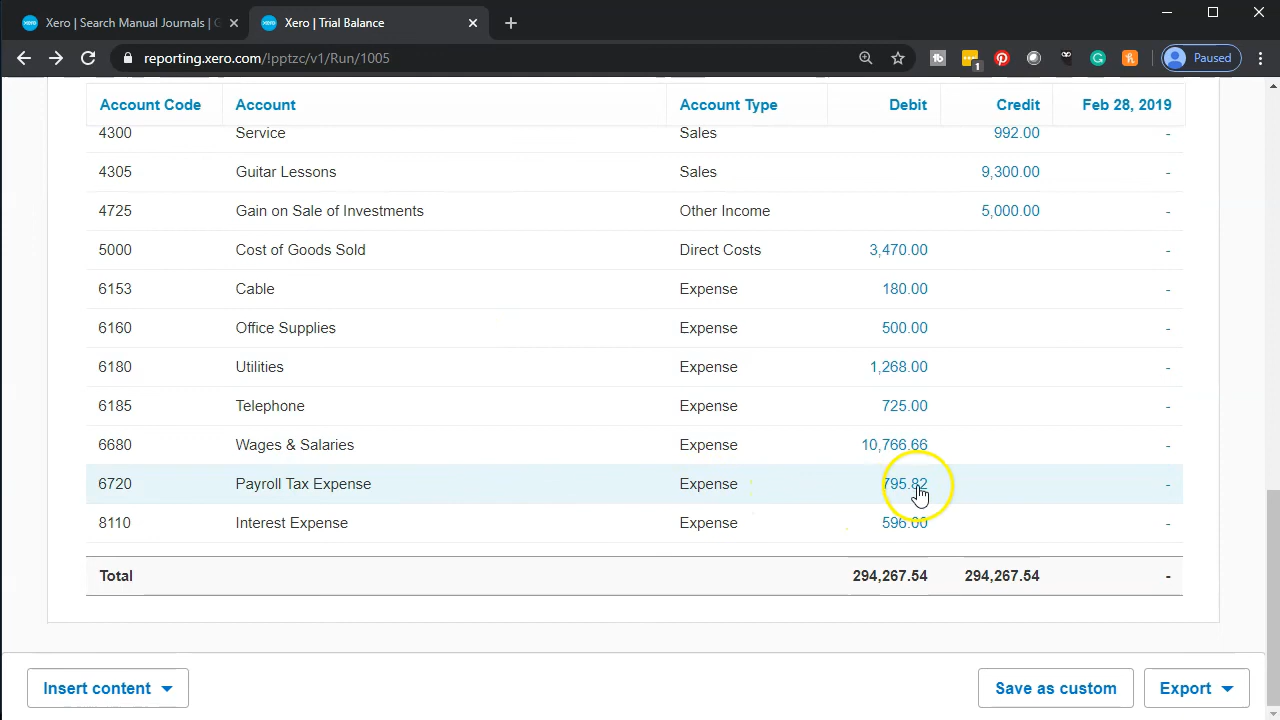 Xero | Search Manual Journals |
Xero | Trial Balance
reporting.xero.com/!pptzc/v1/Run/1005
1
Paused
Account Code Account Account Type Debit Credit Feb 28, 2019
4300 Service Sales 992.00 -
4305 Guitar Lessons Sales 9,300.00 -
4725 Gain on Sale of Investments Other Income 5,000.00 -
5000 Cost of Goods Sold Direct Costs 3,470.00 -
6153 Cable Expense 180.00 -
6160 Office Supplies Expense 500.00 -
6180 Utilities Expense 1,268.00 -
6185 Telephone Expense 725.00 -
6680 Wages & Salaries Expense 10,766.66 -
6720 Payroll Tax Expense Expense 795.82 -
8110 Interest Expense Expense 596.00 -
Total 294,267.54 294,267.54 -
Insert content Save as custom Export